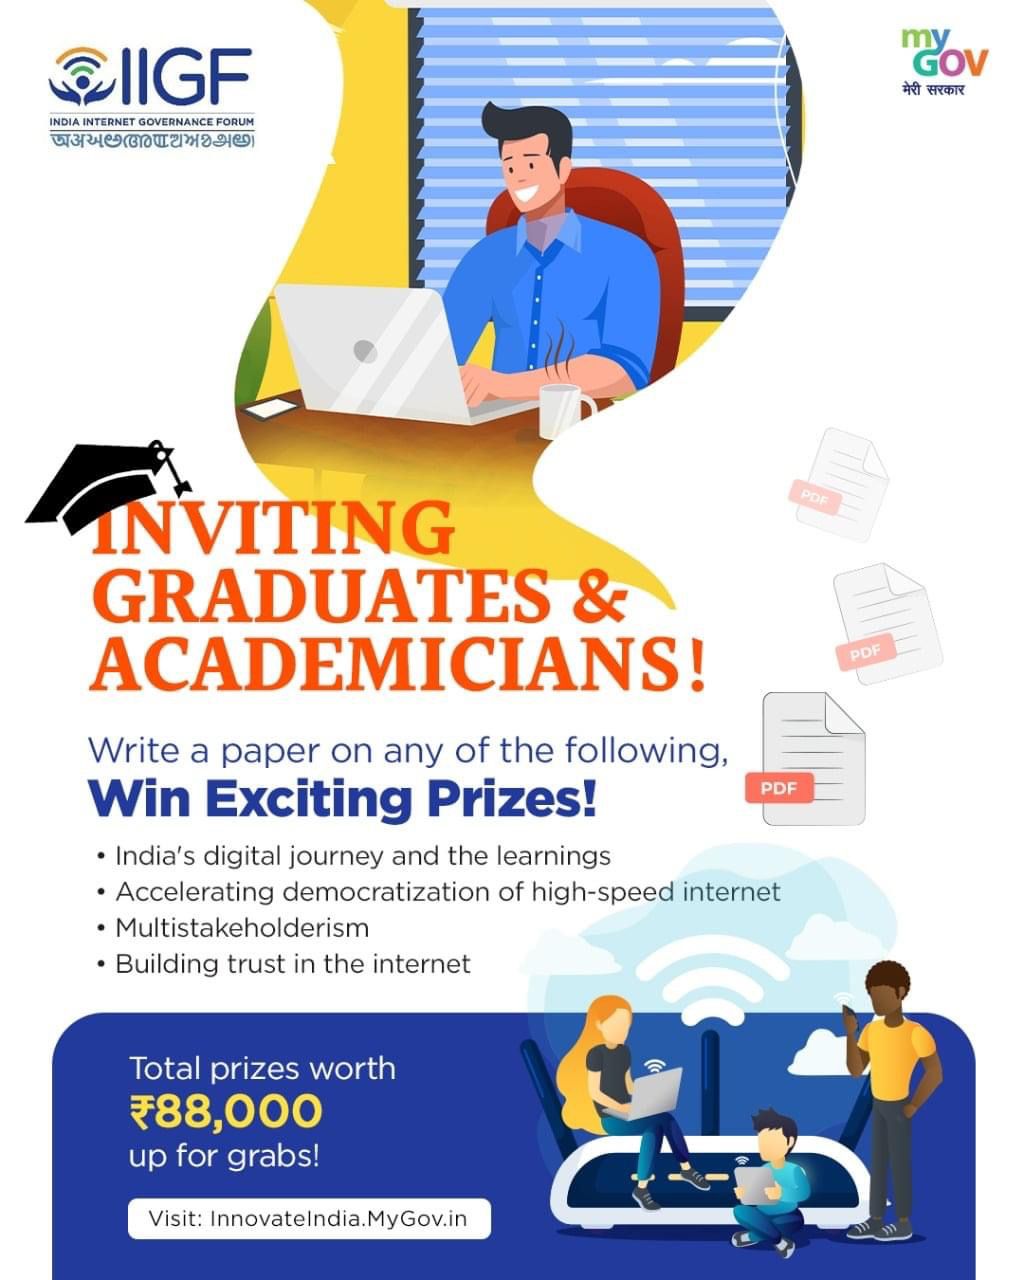 IIGF
INDIA INTERNET GOVERNANCE FORUM
my
GOV
मेरी सरकार
INVITING
GRADUATES &
ACADEMICIANS!
Write a paper on any of the following,
Win Exciting Prizes!
• India's digital journey and the learnings
• Accelerating democratization of high-speed internet
• Multistakeholderism
• Building trust in the internet
PDF
PDF
PDF
Total prizes worth
₹88,000
up for grabs!
Visit: InnovateIndia.MyGov.in